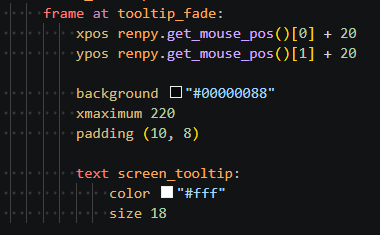 frame at tooltip_fade:
xpos renpy.get_mouse_pos()[0] + 20
ypos renpy.get_mouse_pos()[1] + 20
background "#00000088"
xmaximum 220
padding (10, 8)
text screen_tooltip:
color "#fff"
size 18